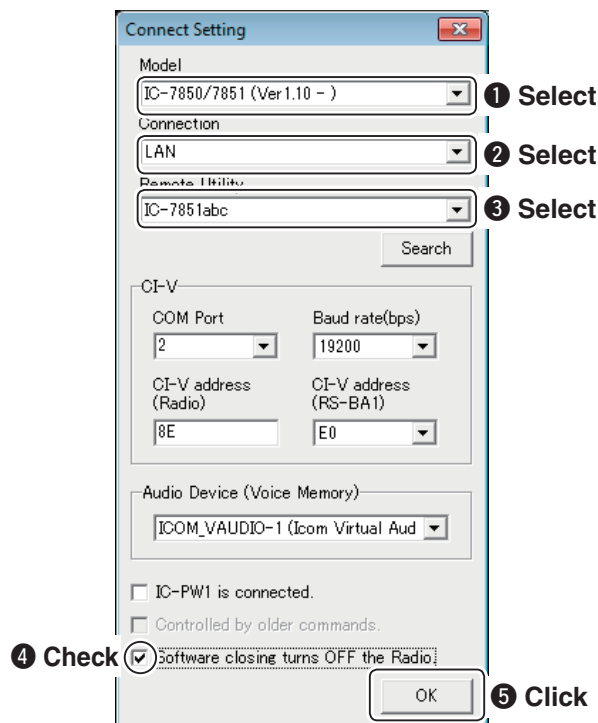 Connect Setting
Model
IC-7850/7851 (Ver1.10 - )
❶ Select
Connection
LAN
❷ Select
Remote Utility
IC-7851abc
❸ Select
Search
CI-V
COM Port Baud rate(bps)
2 19200
CI-V address CI-V address
(Radio) (RS-BA1)
8E E0
Audio Device (Voice Memory)
ICOM_VAUDIO-1 (Icom Virtual Aud
IC-PW1 is connected.
Controlled by older commands.
❹ Check Software closing turns OFF the Radio.
OK ❺ Click